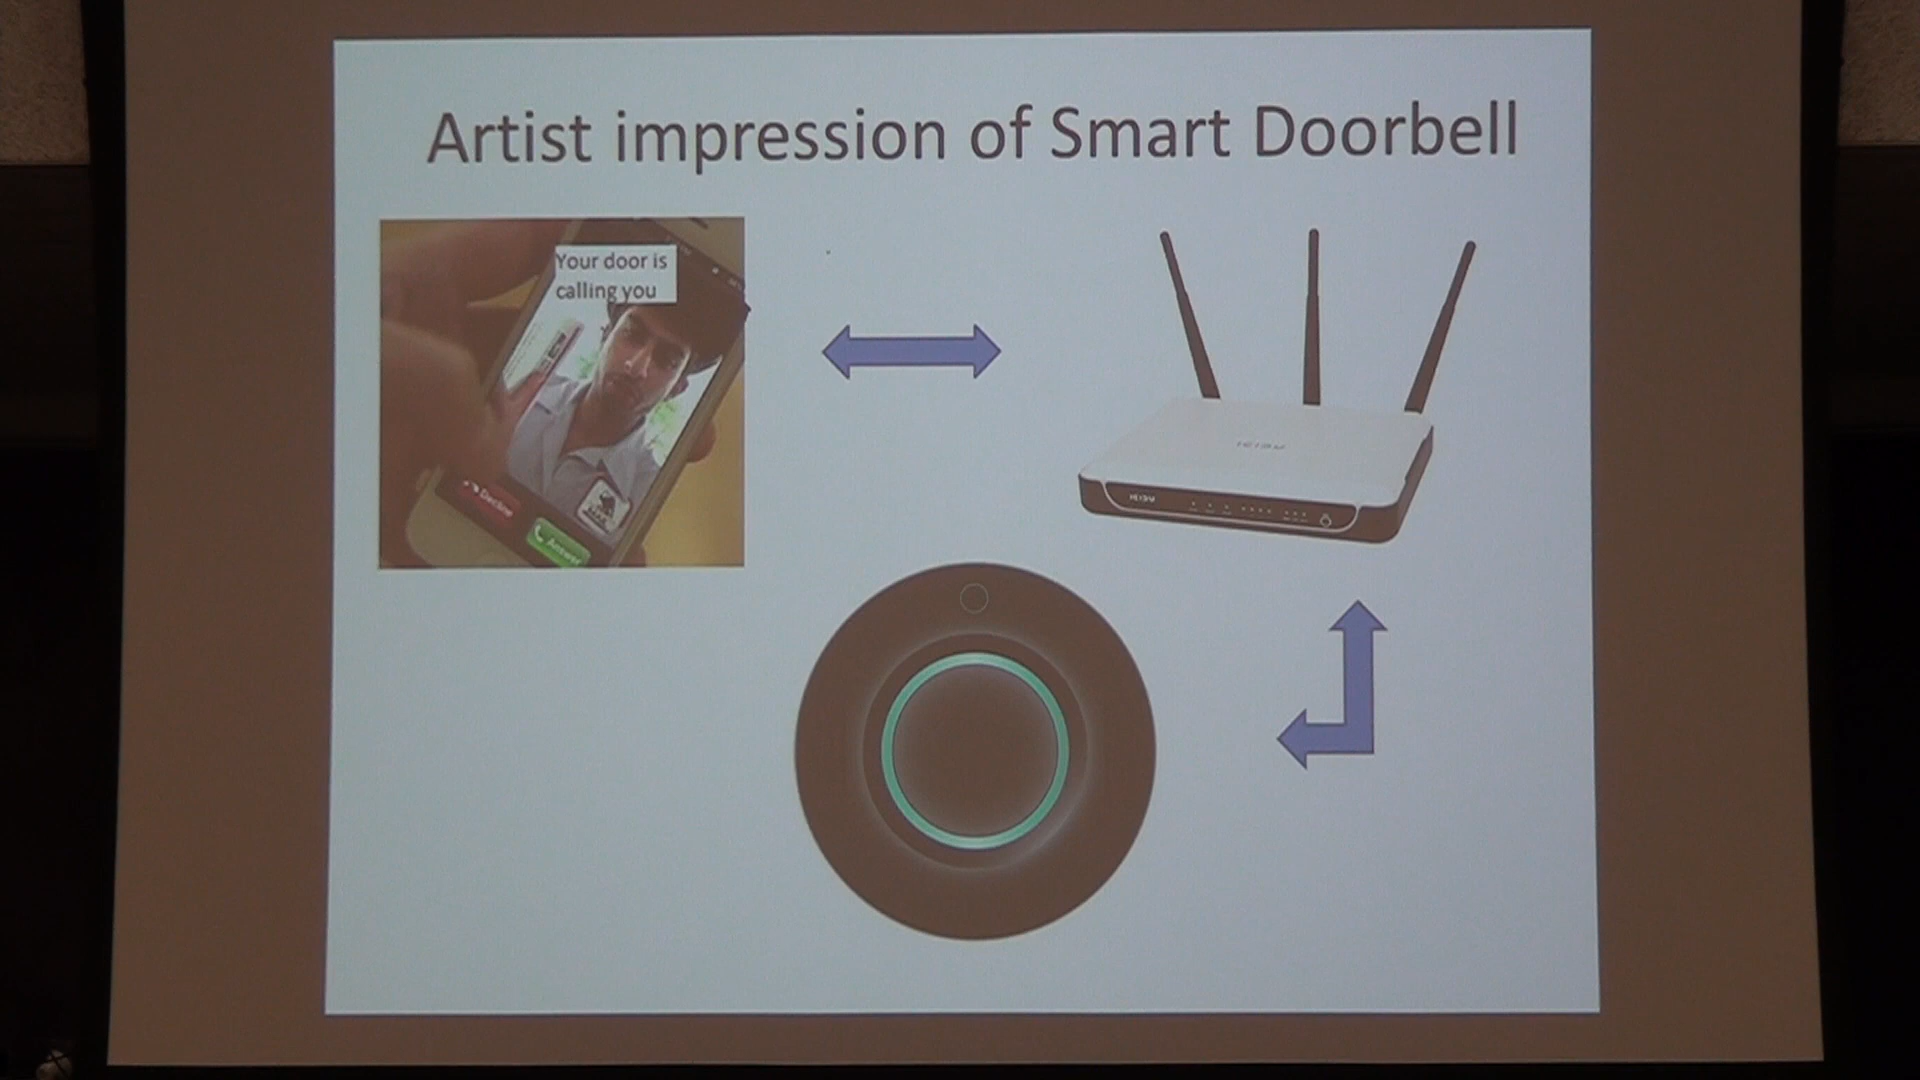 Artist impression of Smart Doorbell
Your door is
calling you
Decline
Answer